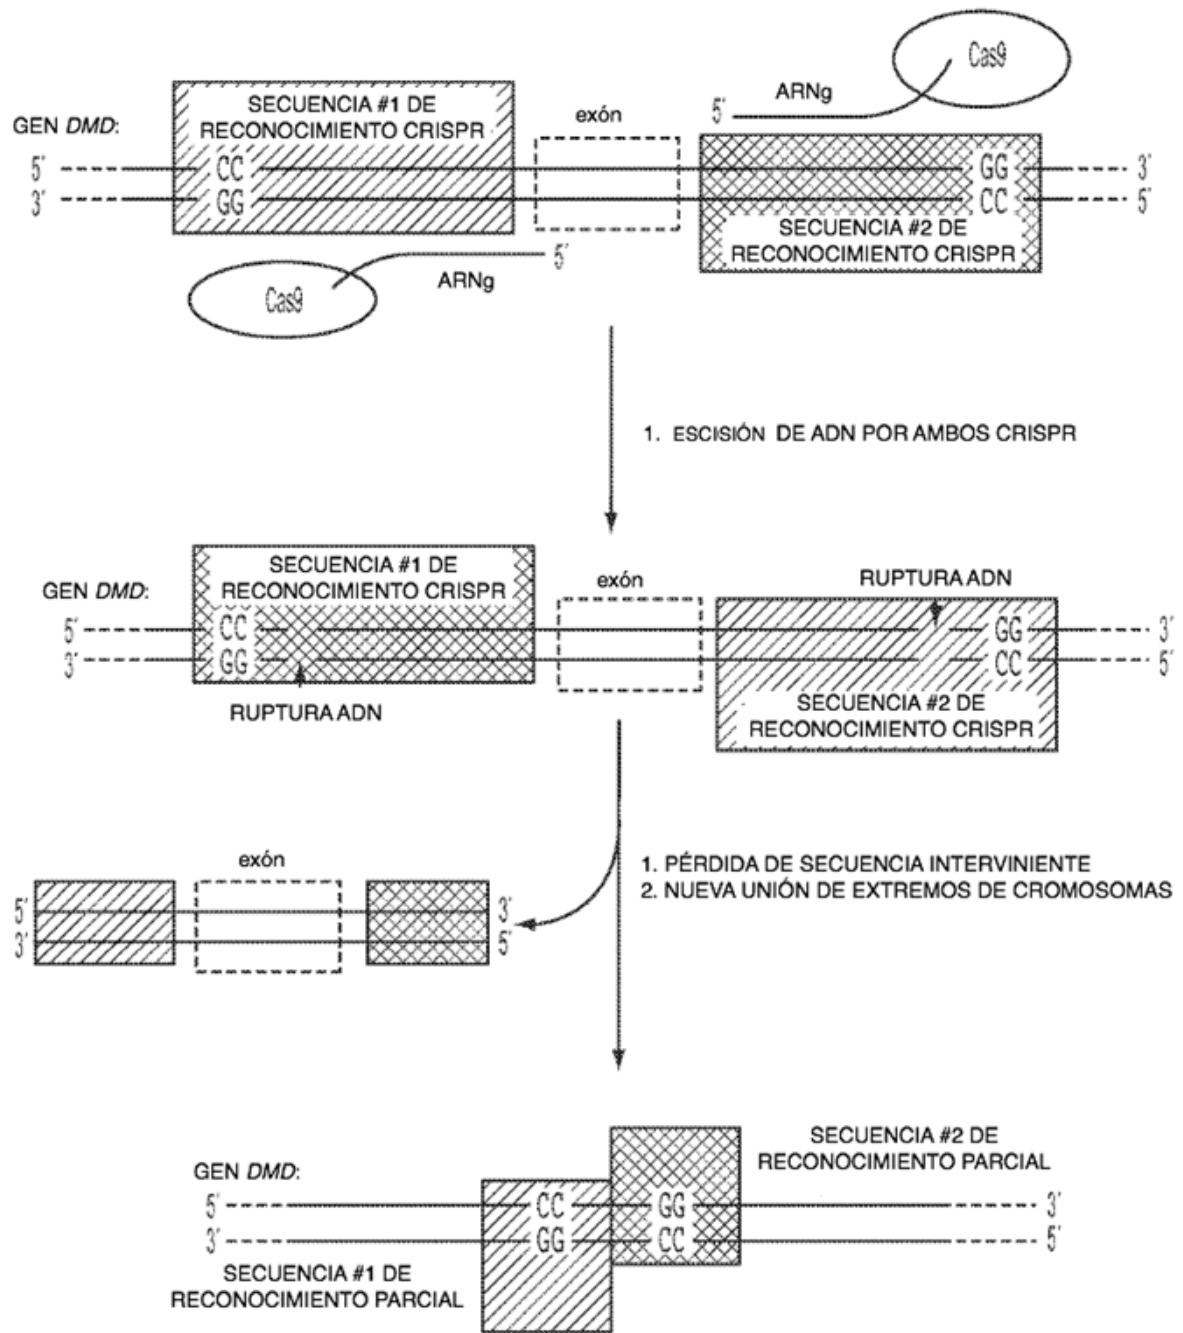 Cas9
ARNg
5´
SECUENCIA #1 DE
RECONOCIMIENTO CRISPR
exón
GEN DMD:
5´ CC GG 3´
3´ GG CC 5´
SECUENCIA #2 DE
RECONOCIMIENTO CRISPR
5´
ARNg
Cas9
1. ESCISIÓN DE ADN POR AMBOS CRISPR
SECUENCIA #1 DE
RECONOCIMIENTO CRISPR
exón
RUPTURA ADN
GEN DMD:
5´ CC GG 3´
3´ GG CC 5´
RUPTURA ADN
SECUENCIA #2 DE
RECONOCIMIENTO CRISPR
exón
5´ 3´
3´ 5´
1. PÉRDIDA DE SECUENCIA INTERVINIENTE
2. NUEVA UNIÓN DE EXTREMOS DE CROMOSOMAS
SECUENCIA #2 DE
RECONOCIMIENTO PARCIAL
GEN DMD:
5´ CC GG 3´
3´ GG CC 5´
SECUENCIA #1 DE
RECONOCIMIENTO PARCIAL